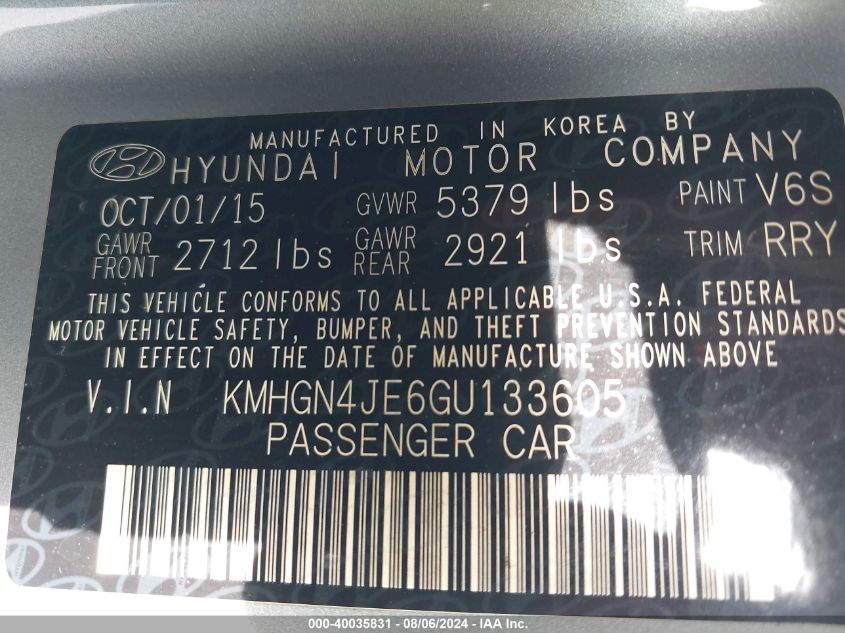 MANUFACTURED IN KOREA BY
HYUNDAI MOTOR COMPANY
OCT/01/15 GVWR 5379 lbs PAINT V6S
GAWR FRONT 2712 lbs GAWR REAR 2921 lbs TRIM RRY
THIS VEHICLE CONFORMS TO ALL APPLICABLE U.S.A. FEDERAL
MOTOR VEHICLE SAFETY, BUMPER, AND THEFT PREVENTION STANDARDS
IN EFFECT ON THE DATE OF MANUFACTURE SHOWN ABOVE
V.I.N KMHGN4JE6GU133605
PASSENGER CAR
000-40035831 - 08/06/2024 - IAA Inc.